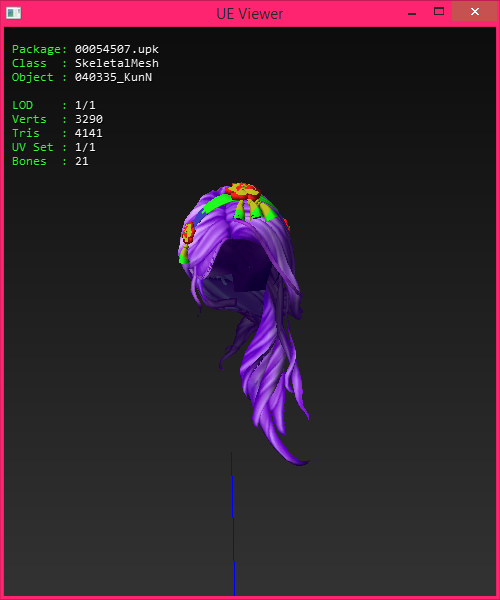 UE Viewer
Package: 00054507.upk
Class : SkeletalMesh
Object : 040335_KunN
LOD : 1/1
Verts : 3290
Tris : 4141
UV Set : 1/1
Bones : 21